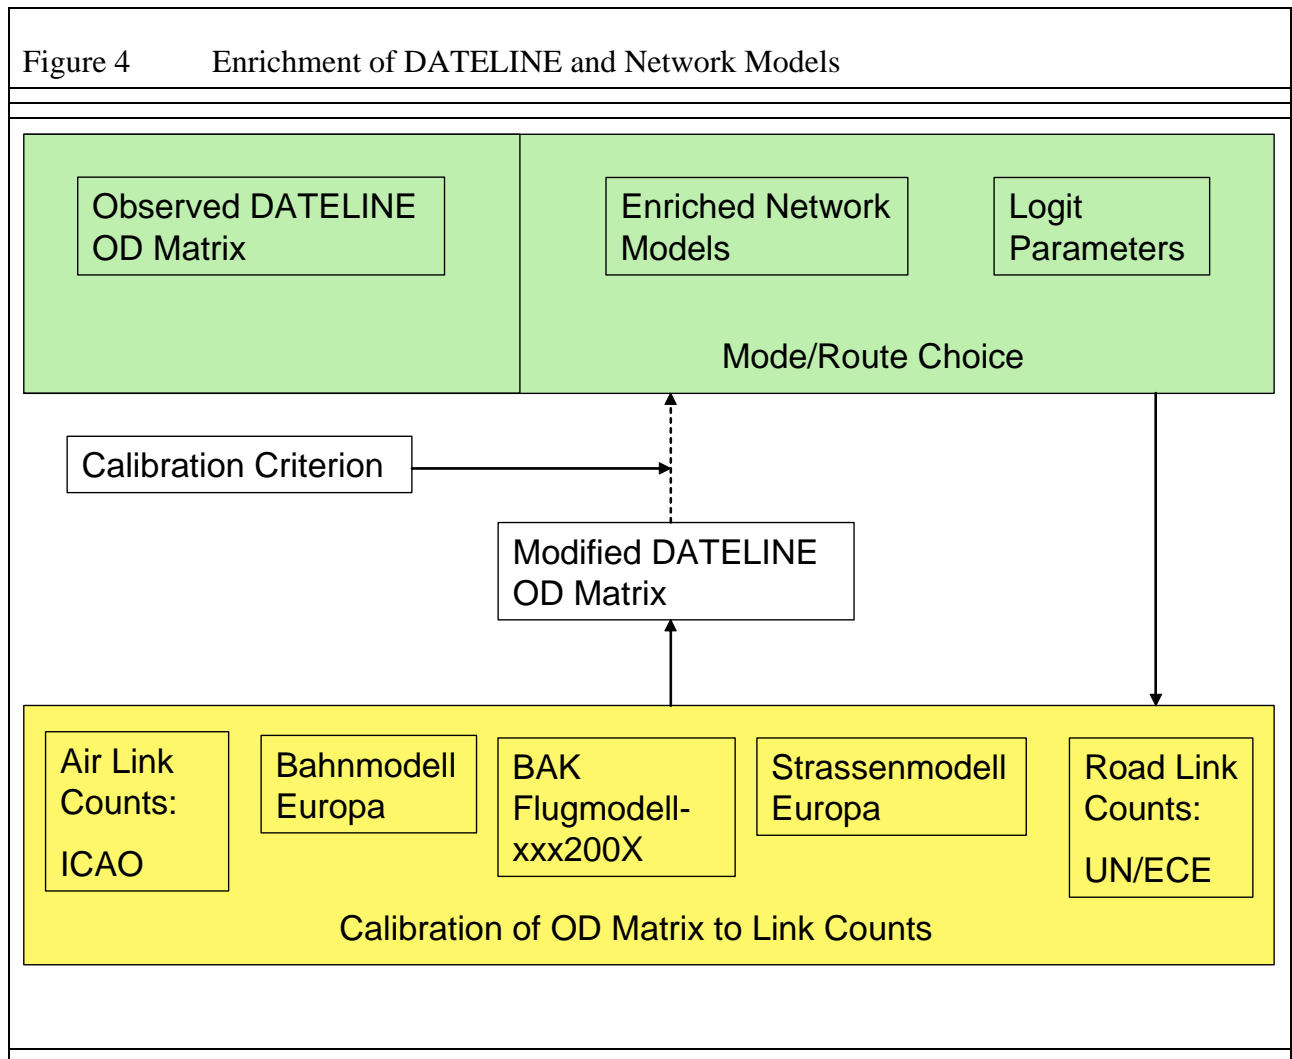 Figure 4 Enrichment of DATELINE and Network Models
Observed DATELINE
OD Matrix
Enriched Network
Models
Logit
Parameters
Mode/Route Choice
Calibration Criterion
Modified DATELINE
OD Matrix
Air Link
Counts:
ICAO
Bahnmodell
Europa
BAK
Flugmodell-
xxx200X
Strassenmodell
Europa
Road Link
Counts:
UN/ECE
Calibration of OD Matrix to Link Counts